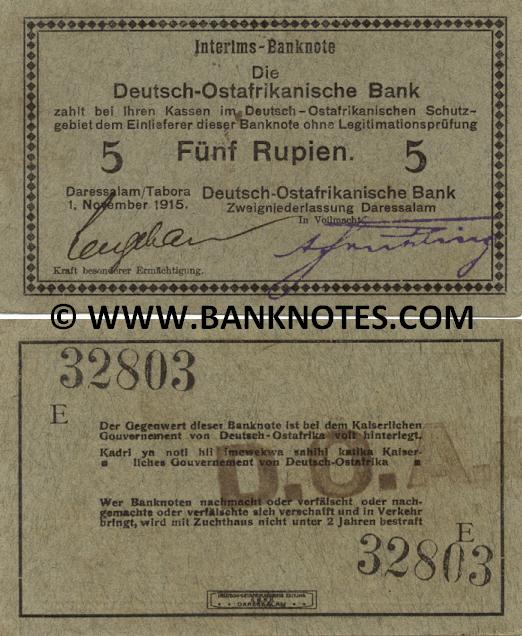 Interims-Banknote
Die
Deutsch-Ostafrikanische Bank
zahlt bei Ihren Kassen im Deutsch-Ostafrikanischen Schutz-
gebiet dem Einlieferer dieser Banknote ohne Legitimationsprüfung
5 Fünf Rupien. 5
Daressalam/Tabora
1. November 1915.
Deutsch-Ostafrikanische Bank
Zweigniederlassung Daressalam
In Vollmacht
Kraft besonderer Ermächtigung.
© WWW.BANKNOTES.COM
32803
E
Der Gegenwert dieser Banknote ist bei dem Kaiserlichen
Gouvernement von Deutsch-Ostafrika voll hinterlegt.
Kadri ya noti hii imewekwa sahihi katika Kaiser-
liches Gouvernement von Deutsch-Ostafrika
D.O.A.
Wer Banknoten nachmacht oder verfälscht oder nach-
gemachte oder verfälschte sich verschafft und in Verkehr
bringt, wird mit Zuchthaus nicht unter 2 Jahren bestraft
E
32803
DARESSALAM